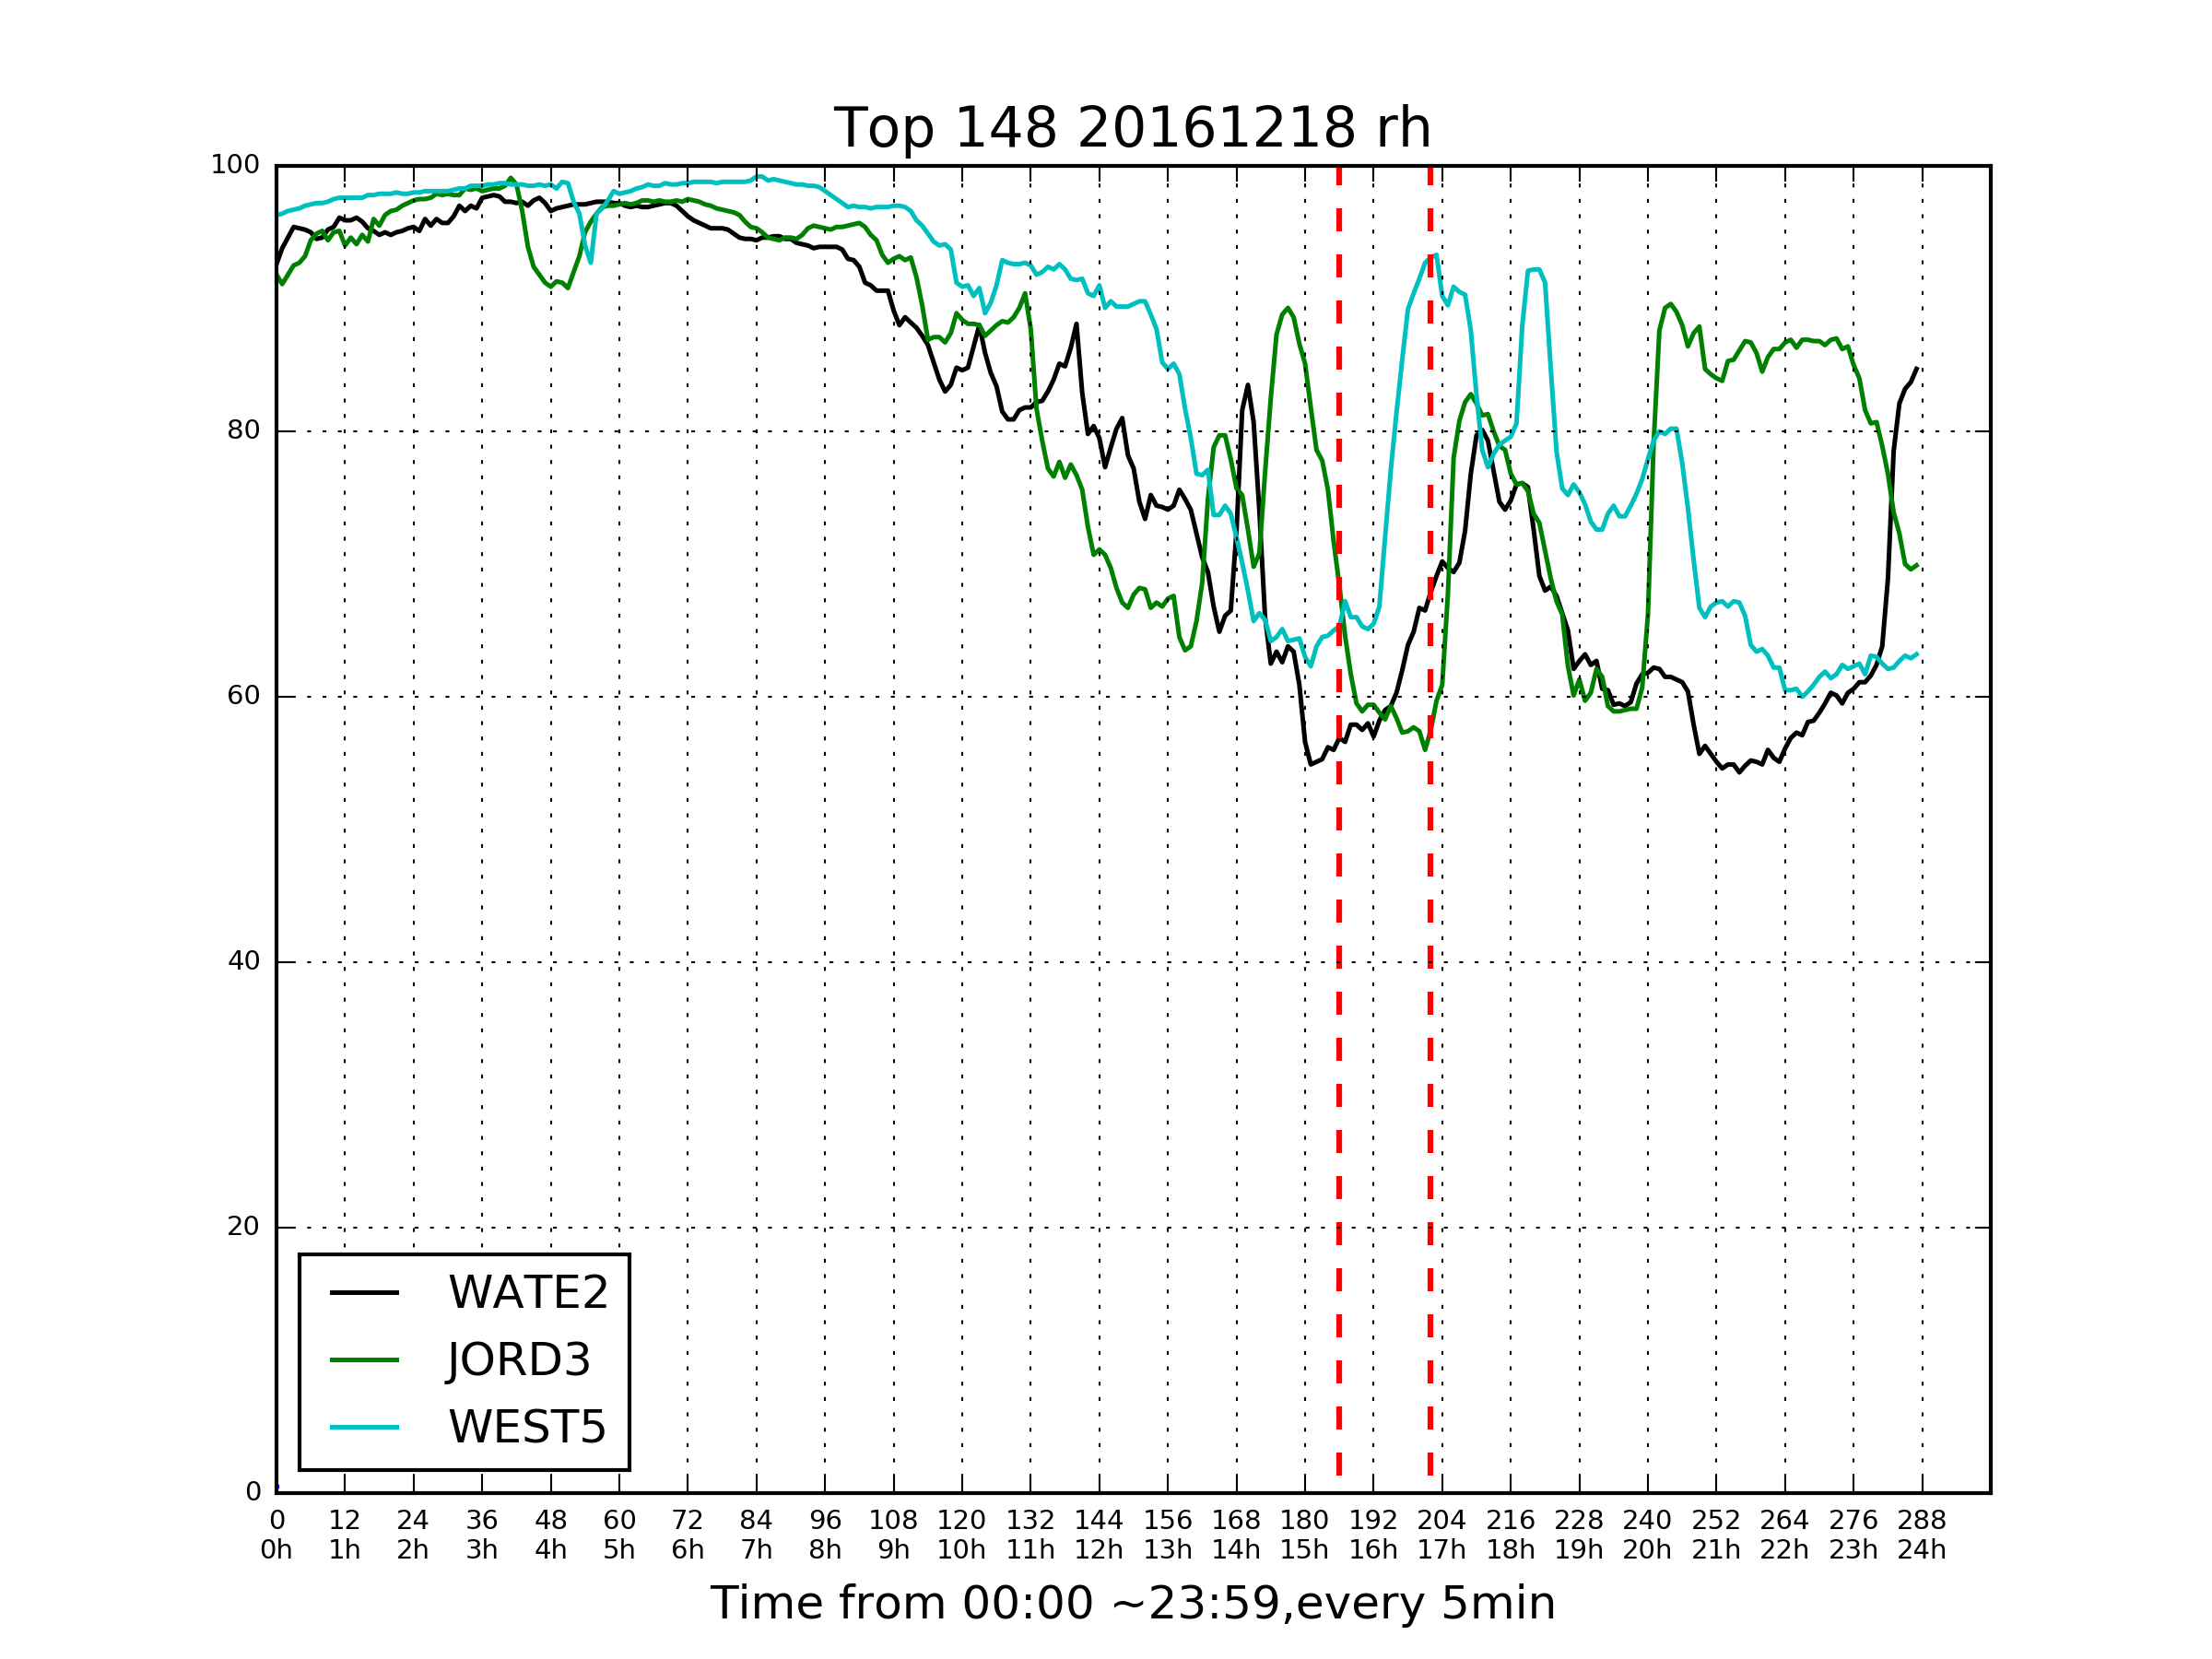 Top 148 20161218 rh
100
80
60
40
20
0
WATE2
JORD3
WEST5
0 12 24 36 48 60 72 84 96 108 120 132 144 156 168 180 192 204 216 228 240 252 264 276 288
0h 1h 2h 3h 4h 5h 6h 7h 8h 9h 10h 11h 12h 13h 14h 15h 16h 17h 18h 19h 20h 21h 22h 23h 24h
Time from 00:00 ~23:59,every 5min